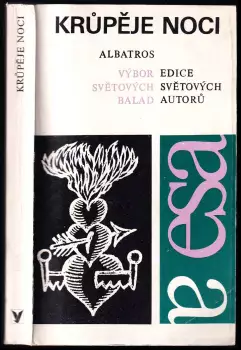 KRŮPĚJE NOCI
KRŮPĚJE NOCI
ALBATROS
VÝBOR EDICE
SVĚTOVÝCH SVĚTOVÝCH
BALAD AUTORŮ
esa
a